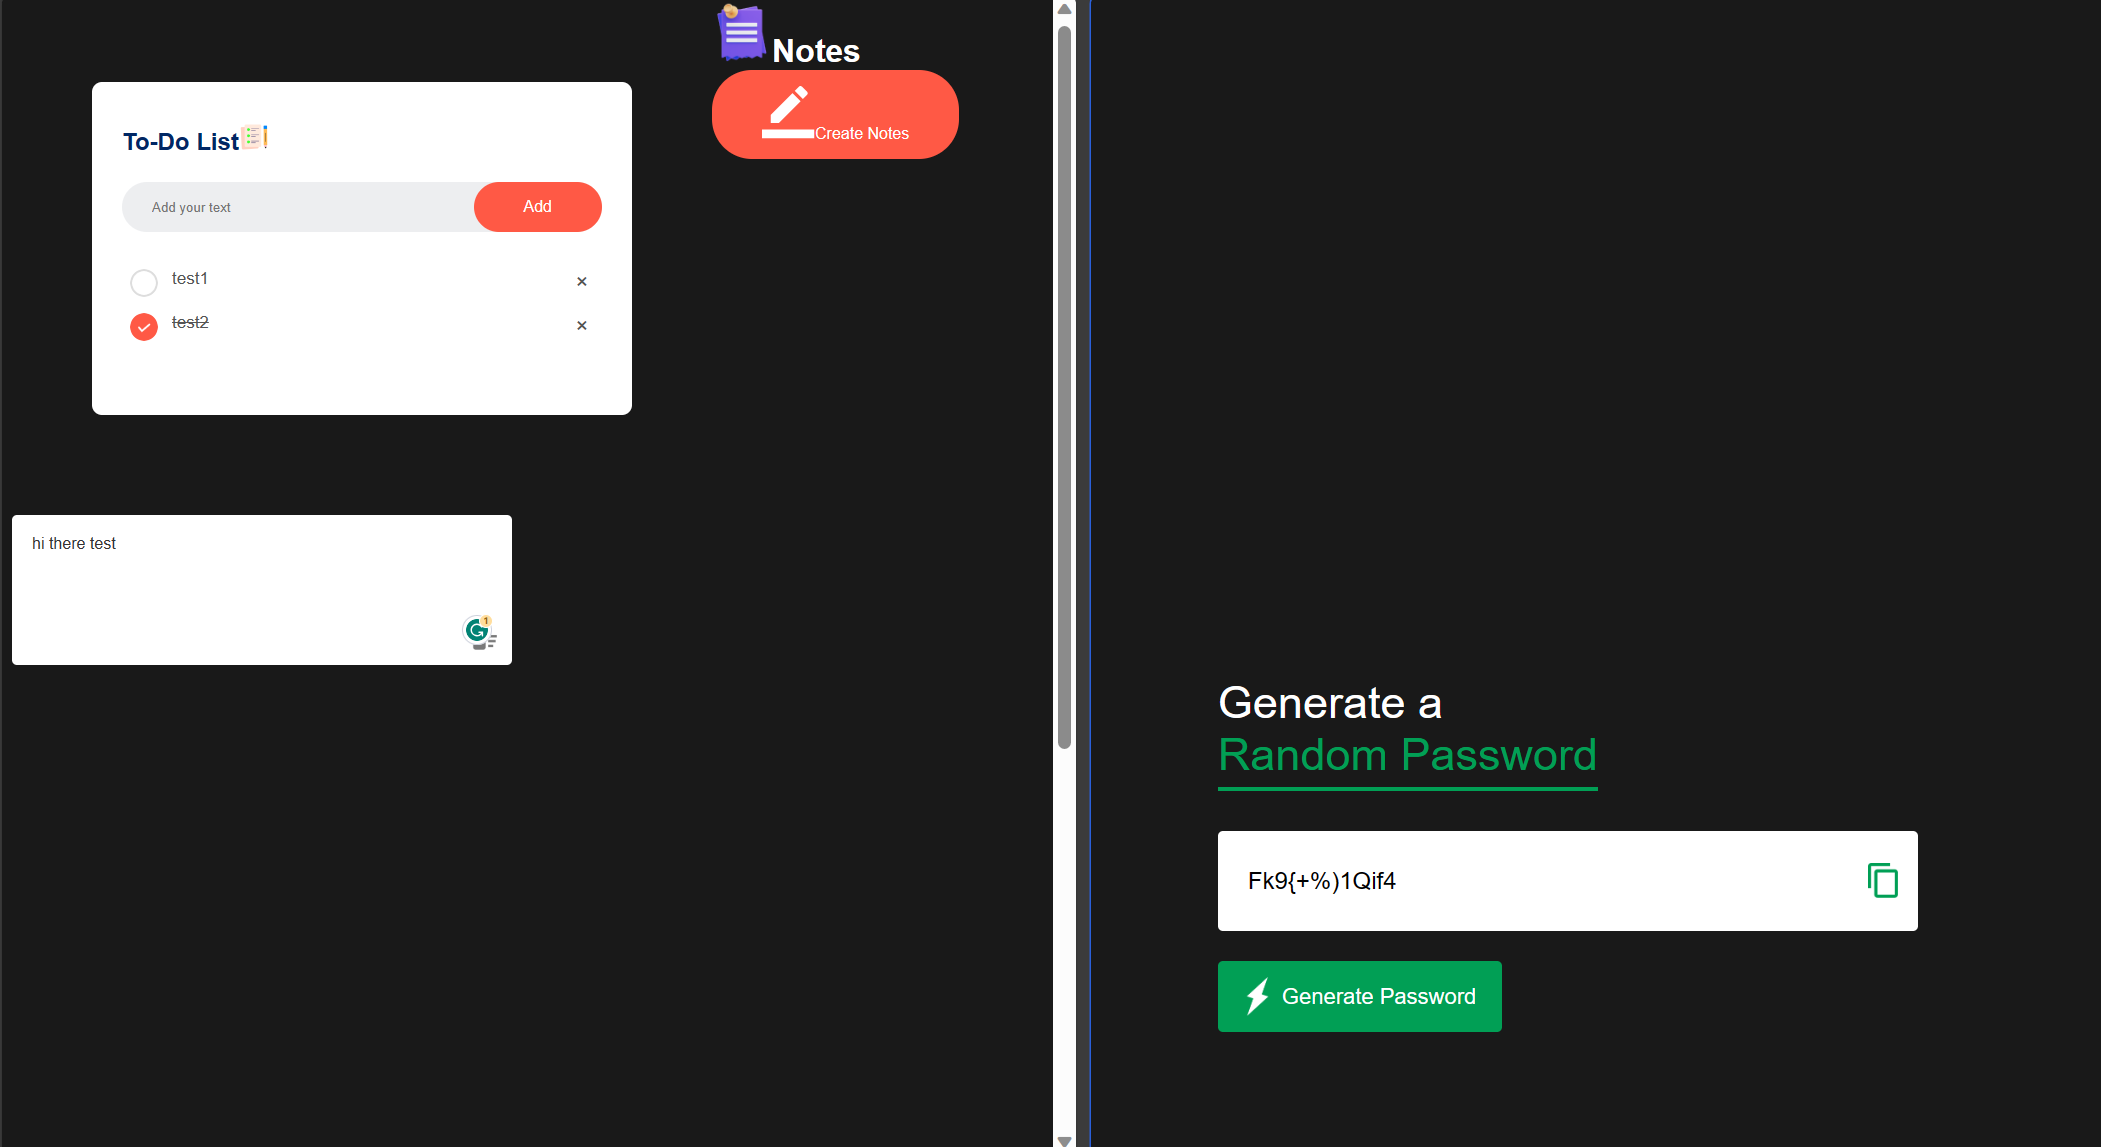 Notes
Create Notes
To-Do List
Add your text
Add
test1
test2
hi there test
1
Generate a
Random Password
Fk9{+%)1Qif4
Generate Password